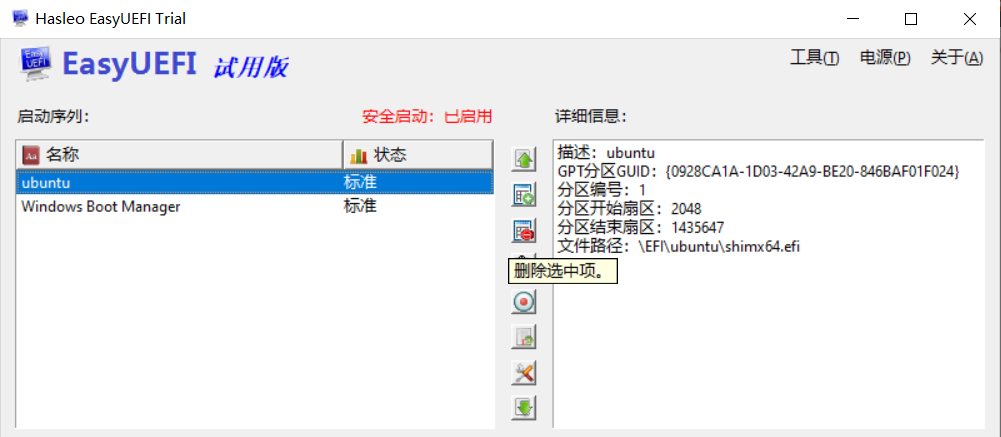 Hasleo EasyUEFI Trial
EasyUEFI 试用版
工具(T) 电源(P) 关于(A)
启动序列：
安全启动：已启用
名称 状态
ubuntu 标准
Windows Boot Manager 标准
删除选中项。
详细信息：
描述：ubuntu
GPT分区GUID：{0928CA1A-1D03-42A9-BE20-846BAF01F024}
分区编号：1
分区开始扇区：2048
分区结束扇区：1435647
文件路径：\EFI\ubuntu\shimx64.efi